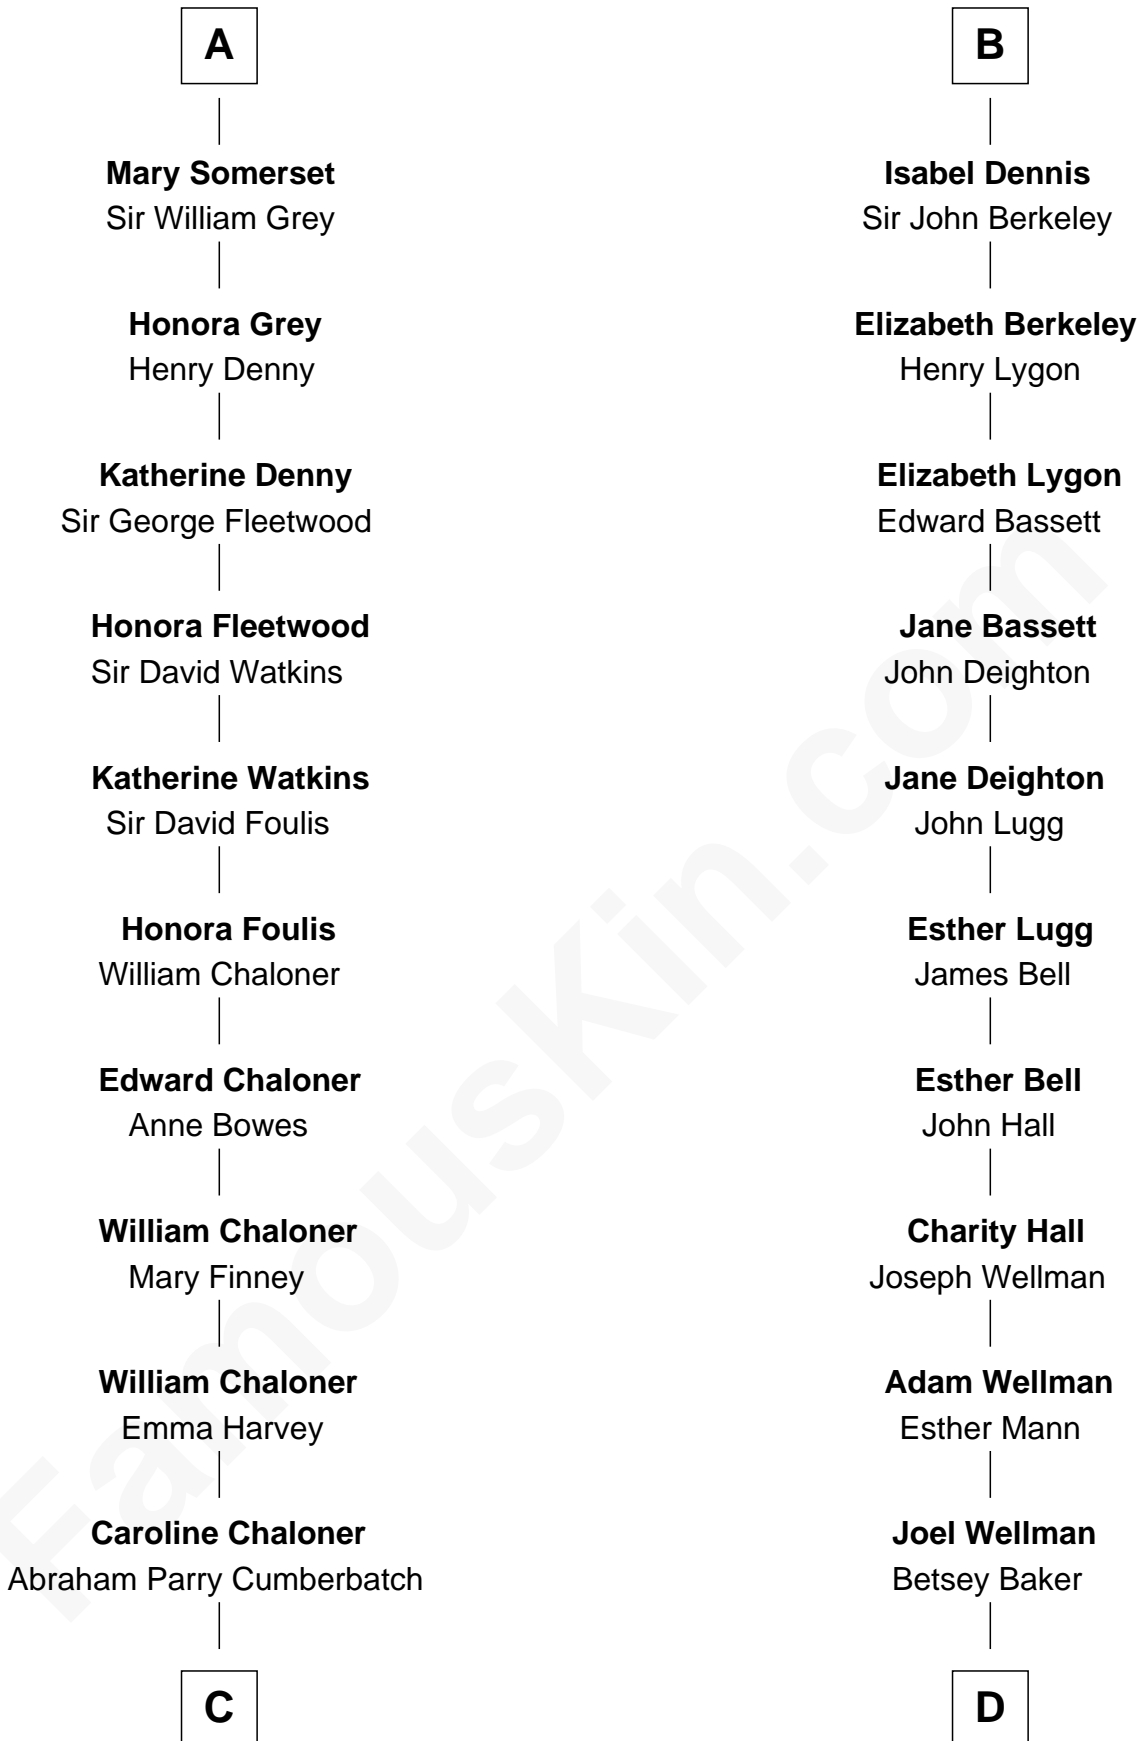 A
Mary Somerset
Sir William Grey
Honora Grey
Henry Denny
Katherine Denny
Sir George Fleetwood
Honora Fleetwood
Sir David Watkins
Katherine Watkins
Sir David Foulis
Honora Foulis
William Chaloner
Edward Chaloner
Anne Bowes
William Chaloner
Mary Finney
William Chaloner
Emma Harvey
Caroline Chaloner
Abraham Parry Cumberbatch
C
B
Isabel Dennis
Sir John Berkeley
Elizabeth Berkeley
Henry Lygon
Elizabeth Lygon
Edward Bassett
Jane Bassett
John Deighton
Jane Deighton
John Lugg
Esther Lugg
James Bell
Esther Bell
John Hall
Charity Hall
Joseph Wellman
Adam Wellman
Esther Mann
Joel Wellman
Betsey Baker
D
FamousKin.com